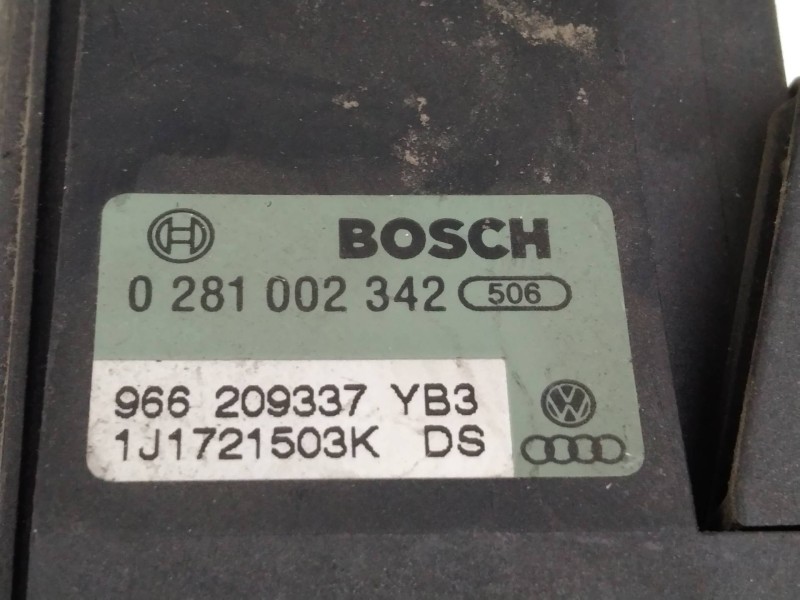 BOSCH
0 281 002 342 506
966 209337 YB3
1J1721503K DS